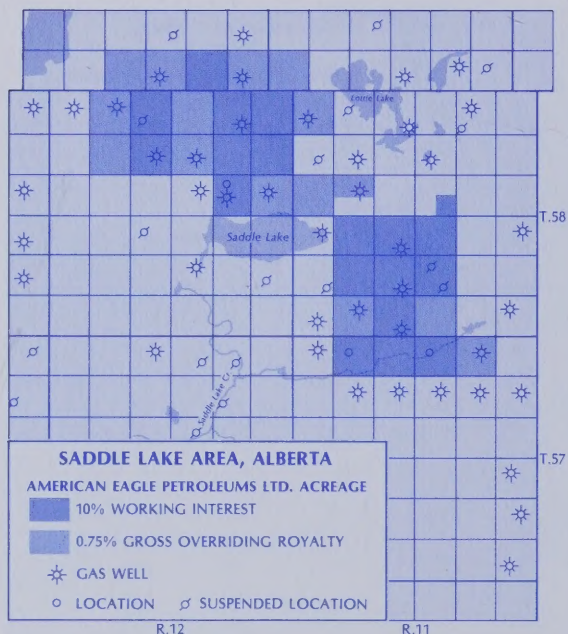 Lottie Lake
T.58
Saddle Lake
Saddle Lake Cr.
SADDLE LAKE AREA, ALBERTA
AMERICAN EAGLE PETROLEUMS LTD. ACREAGE
10% WORKING INTEREST
0.75% GROSS OVERRIDING ROYALTY
GAS WELL
LOCATION SUSPENDED LOCATION
T.57
R.12 R.11